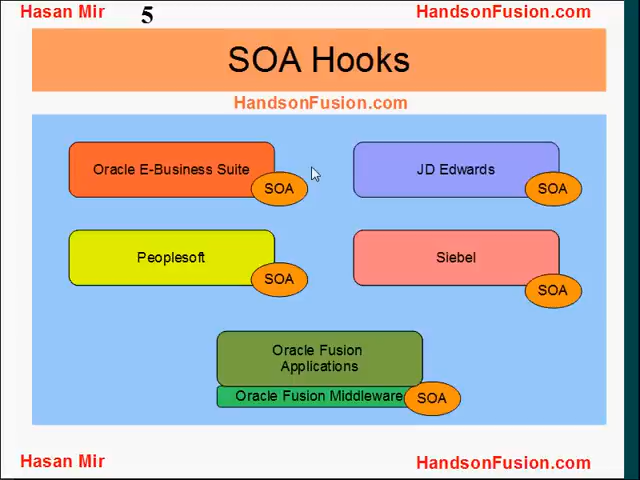 Hasan Mir
5
HandsonFusion.com
SOA Hooks
HandsonFusion.com
Oracle E-Business Suite
SOA
JD Edwards
SOA
Peoplesoft
SOA
Siebel
SOA
Oracle Fusion
Applications
Oracle Fusion Middleware
SOA
Hasan Mir
HandsonFusion.com